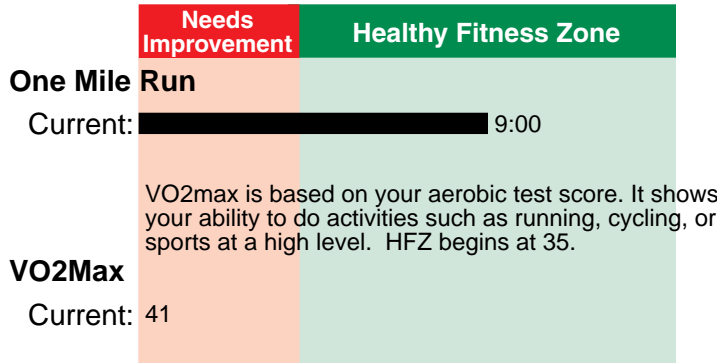 Needs
Improvement
Healthy Fitness Zone
One Mile Run
Current: 9:00
VO2max is based on your aerobic test score. It shows
your ability to do activities such as running, cycling, or
sports at a high level. HFZ begins at 35.
VO2Max
Current: 41